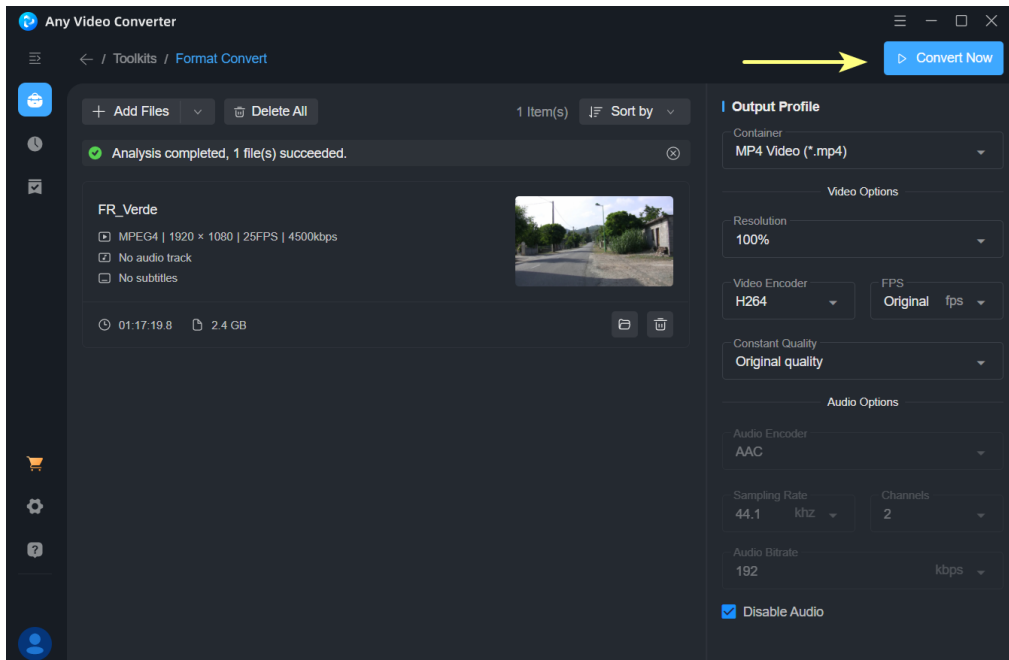 Any Video Converter
/ Toolkits / Format Convert
Convert Now
Add Files
Delete All
1 Item(s)
Sort by
Analysis completed, 1 file(s) succeeded.
FR_Verde
MPEG4 | 1920 × 1080 | 25FPS | 4500kbps
No audio track
No subtitles
01:17:19.8
2.4 GB
Output Profile
Container
MP4 Video (*.mp4)
Video Options
Resolution
100%
Video Encoder
H264
FPS
Original fps
Constant Quality
Original quality
Audio Options
Audio Encoder
AAC
Sampling Rate
44.1 khz
Channels
2
Audio Bitrate
192 kbps
Disable Audio